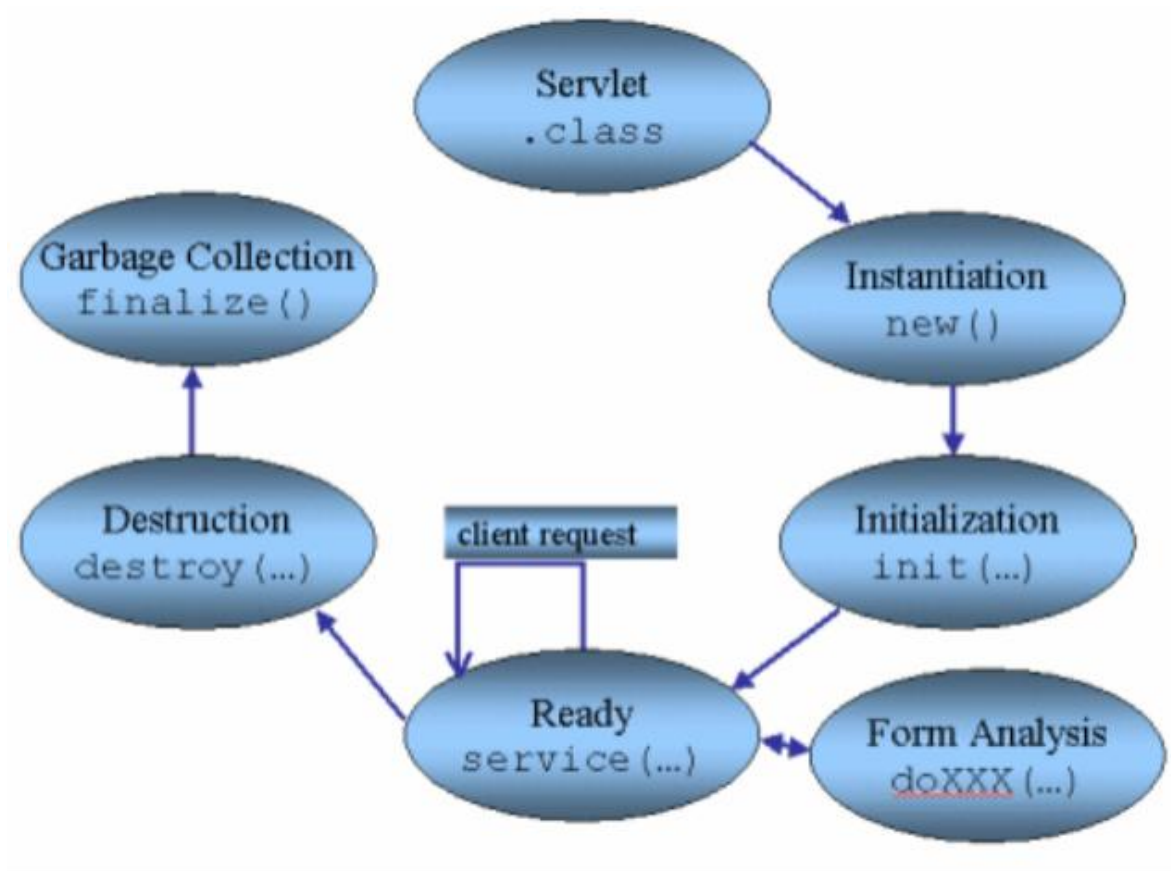 Servlet
.class
Garbage Collection
finalize()
Instantiation
new()
Destruction
destroy(…)
client request
Initialization
init(…)
Ready
service(…)
Form Analysis
doXXX(…)